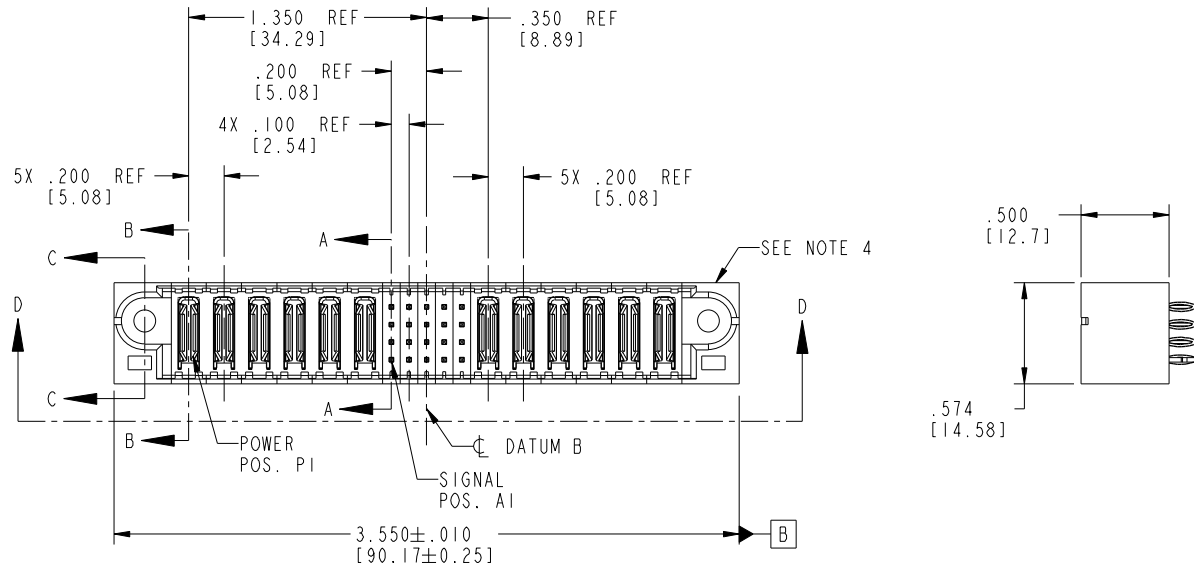 1.350 REF
[34.29]
.350 REF
[8.89]
.200 REF
[5.08]
4X .100 REF
[2.54]
5X .200 REF
[5.08]
5X .200 REF
[5.08]
.500
[12.7]
B
A
SEE NOTE 4
C
D
D
C
A
B
POWER
POS. P1
℄ DATUM B
SIGNAL
POS. A1
.574
[14.58]
3.550±.010
[90.17±0.25]
B